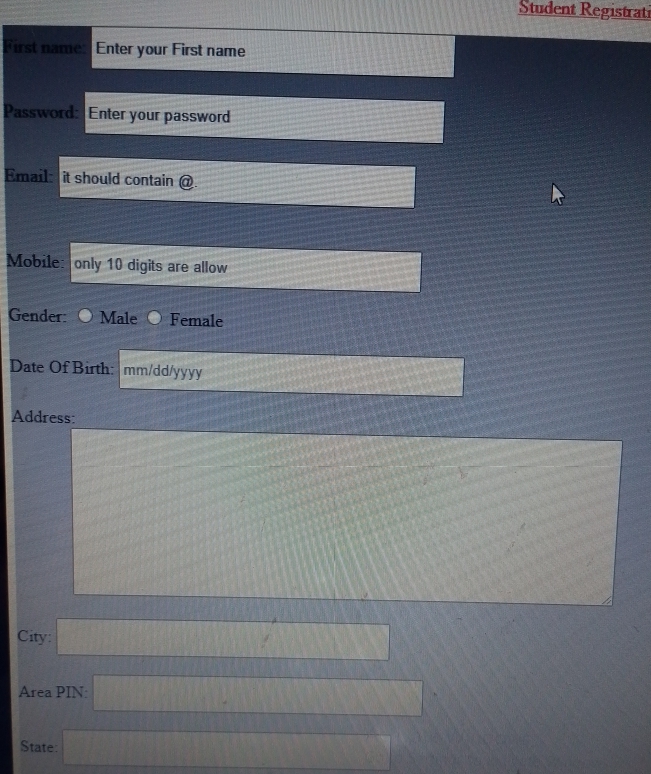 Student Registrati
First name: Enter your First name
Password: Enter your password
Email: it should contain @.
Mobile: only 10 digits are allow
Gender: Male Female
Date Of Birth: mm/dd/yyyy
Address:
City:
Area PIN:
State: